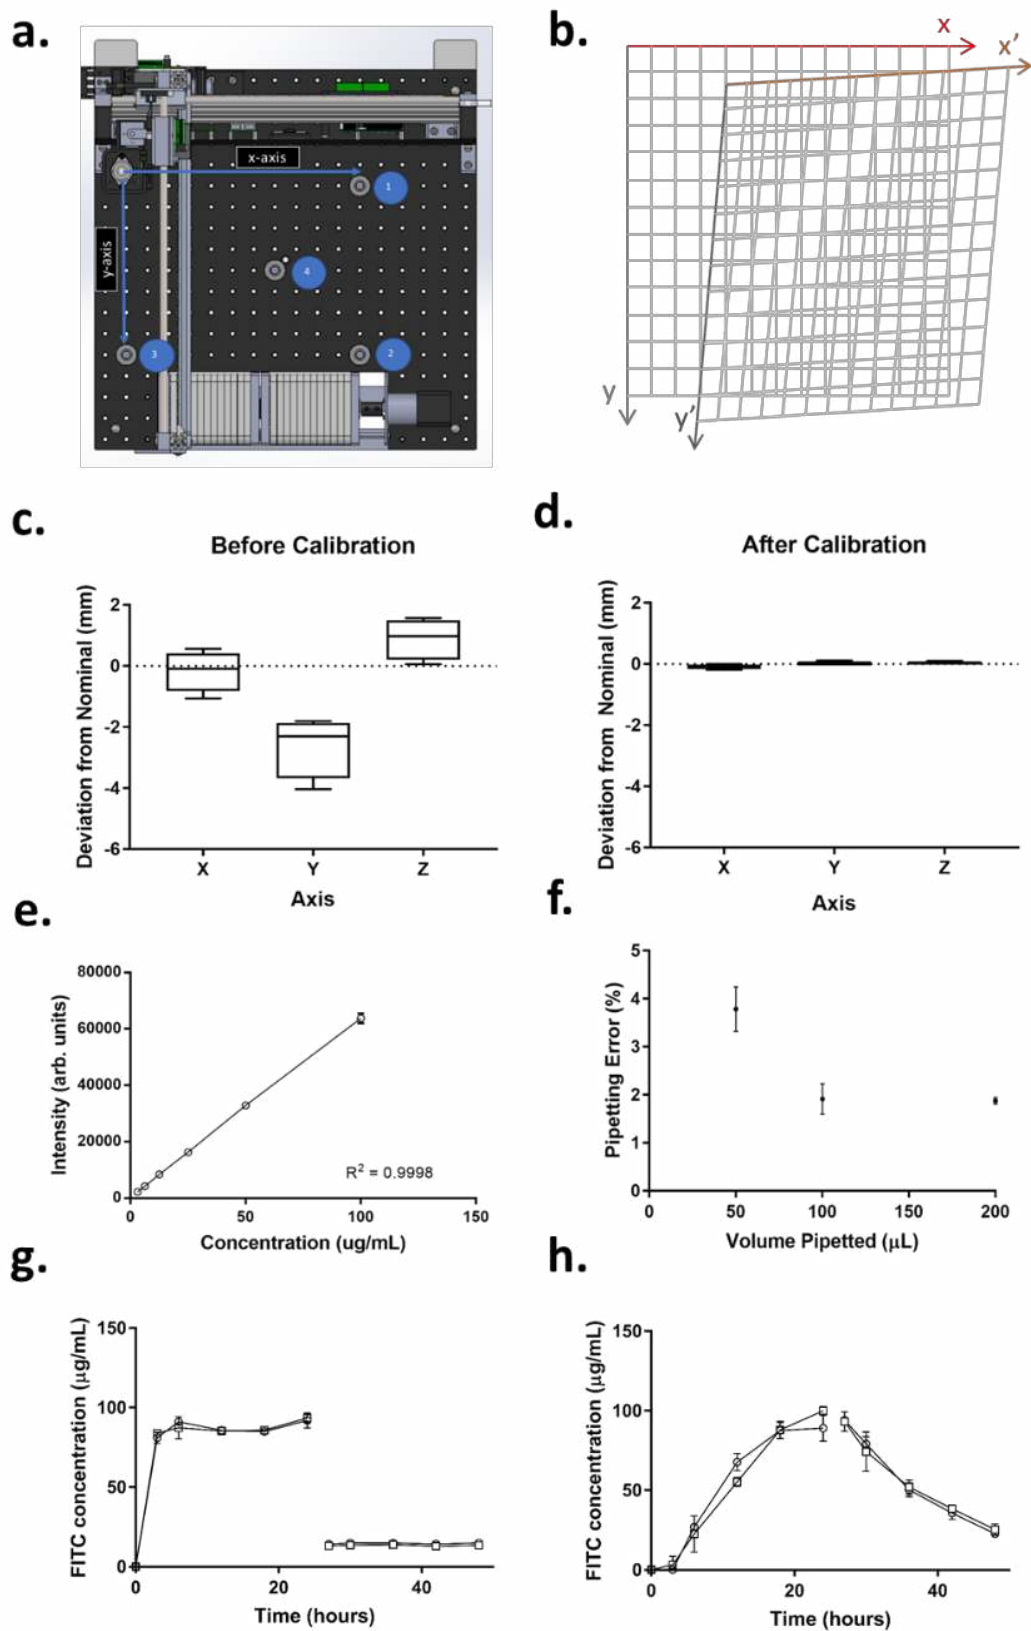 a.
x-axis
1
y-axis
4
3
2
b.
x
x'
y
y'
c.
Before Calibration
Deviation from Nominal (mm)
2
0
-2
-4
-6
X Y Z
Axis
d.
After Calibration
Deviation from Nominal (mm)
2
0
-2
-4
-6
X Y Z
Axis
e.
Intensity (arb. units)
80000
60000
40000
20000
0
R² = 0.9998
0 50 100 150
Concentration (ug/mL)
f.
Pipetting Error (%)
5
4
3
2
1
0
0 50 100 150 200
Volume Pipetted (μL)
g.
FITC concentration (μg/mL)
150
100
50
0
0 20 40
Time (hours)
h.
FITC concentration (μg/mL)
150
100
50
0
0 20 40
Time (hours)